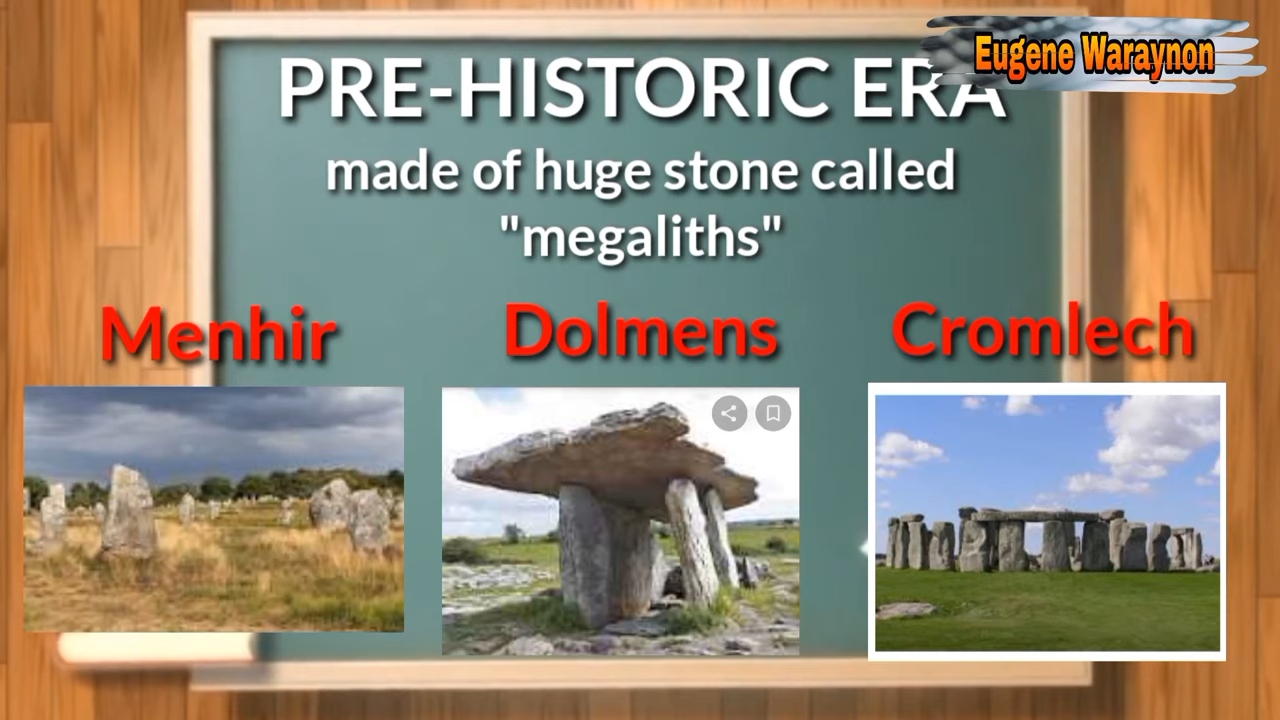 Eugene Waraynon
PRE-HISTORIC ERA
made of huge stone called
"megaliths"
Menhir
Dolmens
Cromlech